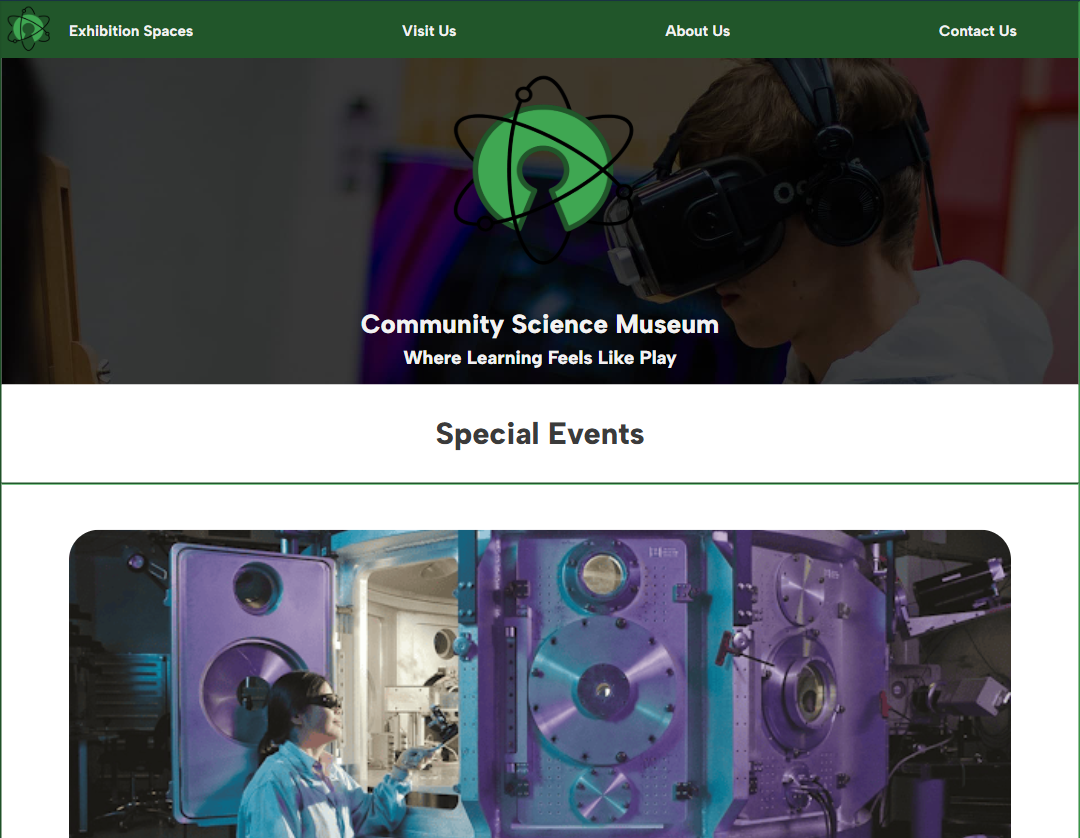 Exhibition Spaces
Visit Us
About Us
Contact Us
Community Science Museum
Where Learning Feels Like Play
Special Events